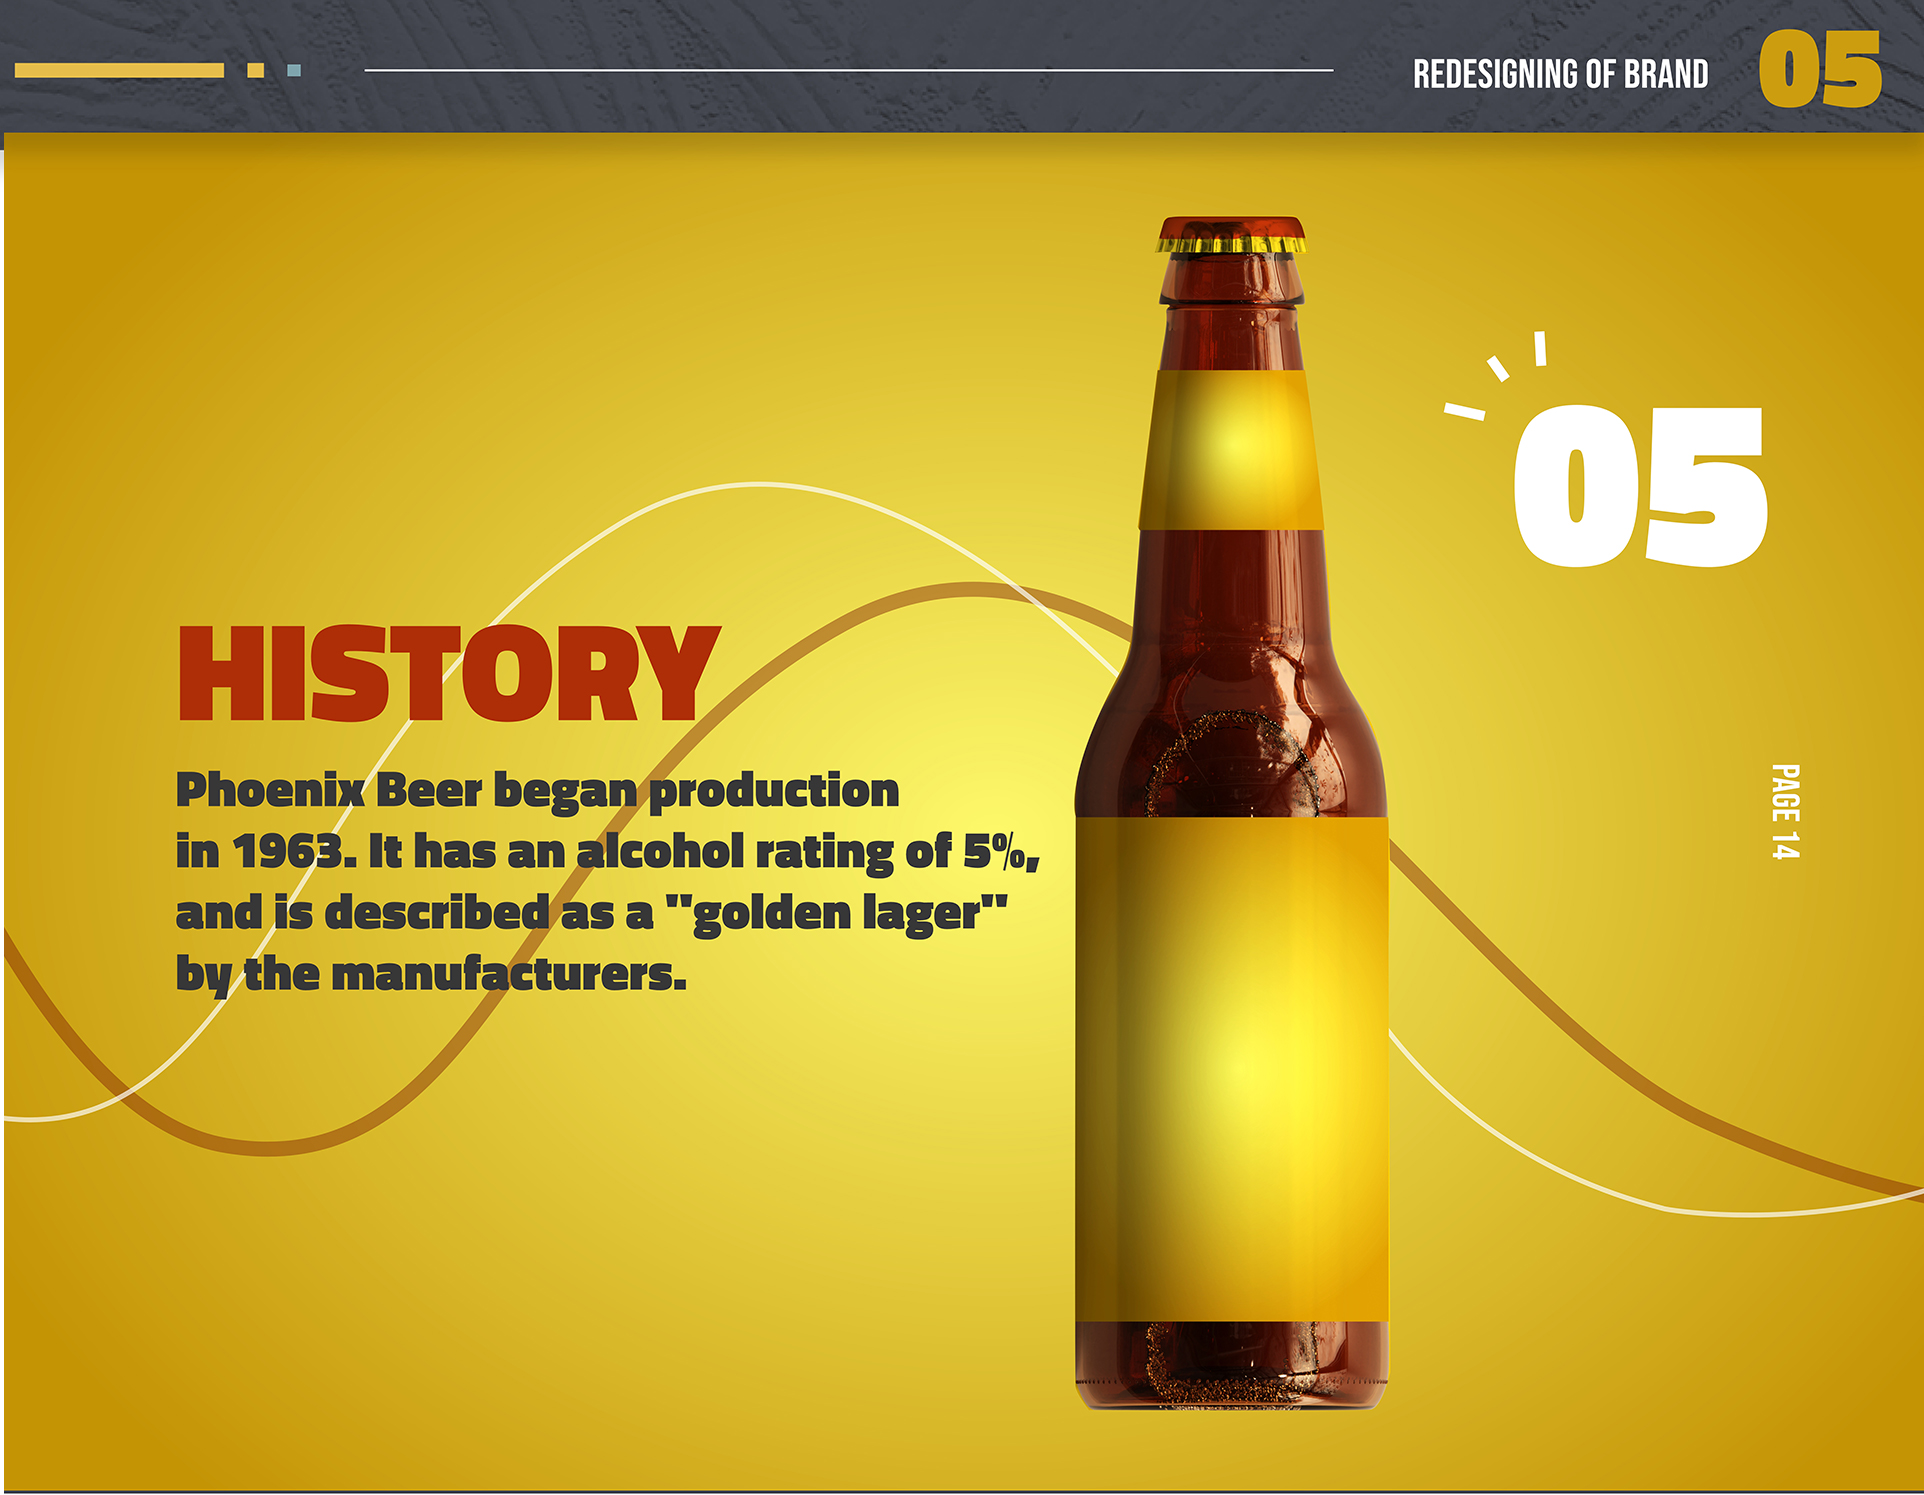 REDESIGNING OF BRAND 05
05
HISTORY
Phoenix Beer began production
in 1963. It has an alcohol rating of 5%,
and is described as a "golden lager"
by the manufacturers.
PAGE 14